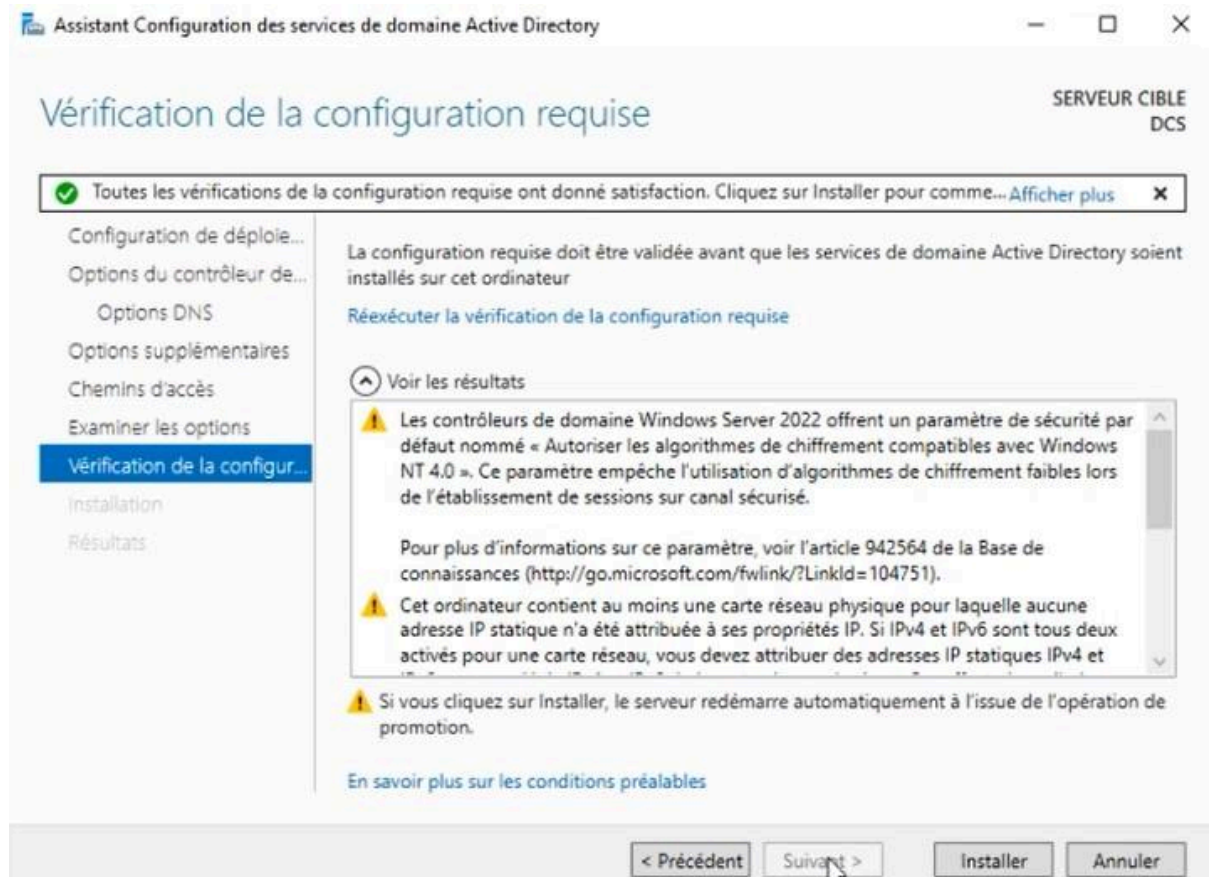 Assistant Configuration des services de domaine Active Directory
Vérification de la configuration requise
SERVEUR CIBLE
DCS
Toutes les vérifications de la configuration requise ont donné satisfaction. Cliquez sur Installer pour comme... Afficher plus
Configuration de déploie...
Options du contrôleur de...
Options DNS
Options supplémentaires
Chemins d'accès
Examiner les options
Vérification de la configur...
Installation
Résultats
La configuration requise doit être validée avant que les services de domaine Active Directory soient
installés sur cet ordinateur
Réexécuter la vérification de la configuration requise
Voir les résultats
Les contrôleurs de domaine Windows Server 2022 offrent un paramètre de sécurité par
défaut nommé « Autoriser les algorithmes de chiffrement compatibles avec Windows
NT 4.0 ». Ce paramètre empêche l'utilisation d'algorithmes de chiffrement faibles lors
de l'établissement de sessions sur canal sécurisé.
Pour plus d'informations sur ce paramètre, voir l'article 942564 de la Base de
connaissances (http://go.microsoft.com/fwlink/?LinkId=104751).
Cet ordinateur contient au moins une carte réseau physique pour laquelle aucune
adresse IP statique n'a été attribuée à ses propriétés IP. Si IPv4 et IPv6 sont tous deux
activés pour une carte réseau, vous devez attribuer des adresses IP statiques IPv4 et
Si vous cliquez sur Installer, le serveur redémarre automatiquement à l'issue de l'opération de
promotion.
En savoir plus sur les conditions préalables
< Précédent
Suivant >
Installer
Annuler